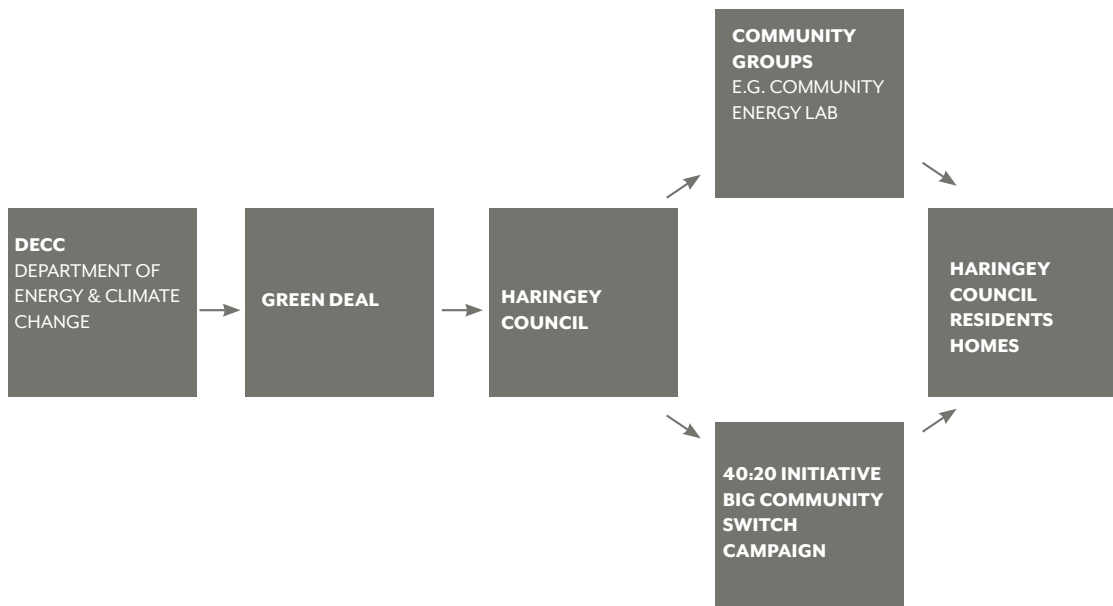 DECC
DEPARTMENT OF
ENERGY & CLIMATE
CHANGE
GREEN DEAL
HARINGEY
COUNCIL
COMMUNITY
GROUPS
E.G. COMMUNITY
ENERGY LAB
40:20 INITIATIVE
BIG COMMUNITY
SWITCH
CAMPAIGN
HARINGEY
COUNCIL
RESIDENTS
HOMES